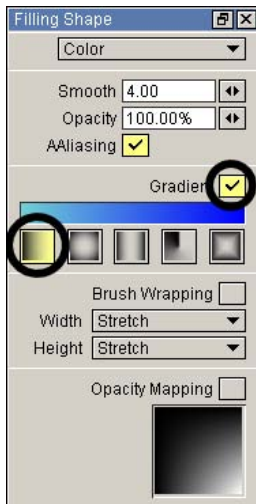 Filling Shape
Color
Smooth 4.00
Opacity 100.00%
AAliasing
Gradien
Brush Wrapping
Width Stretch
Height Stretch
Opacity Mapping